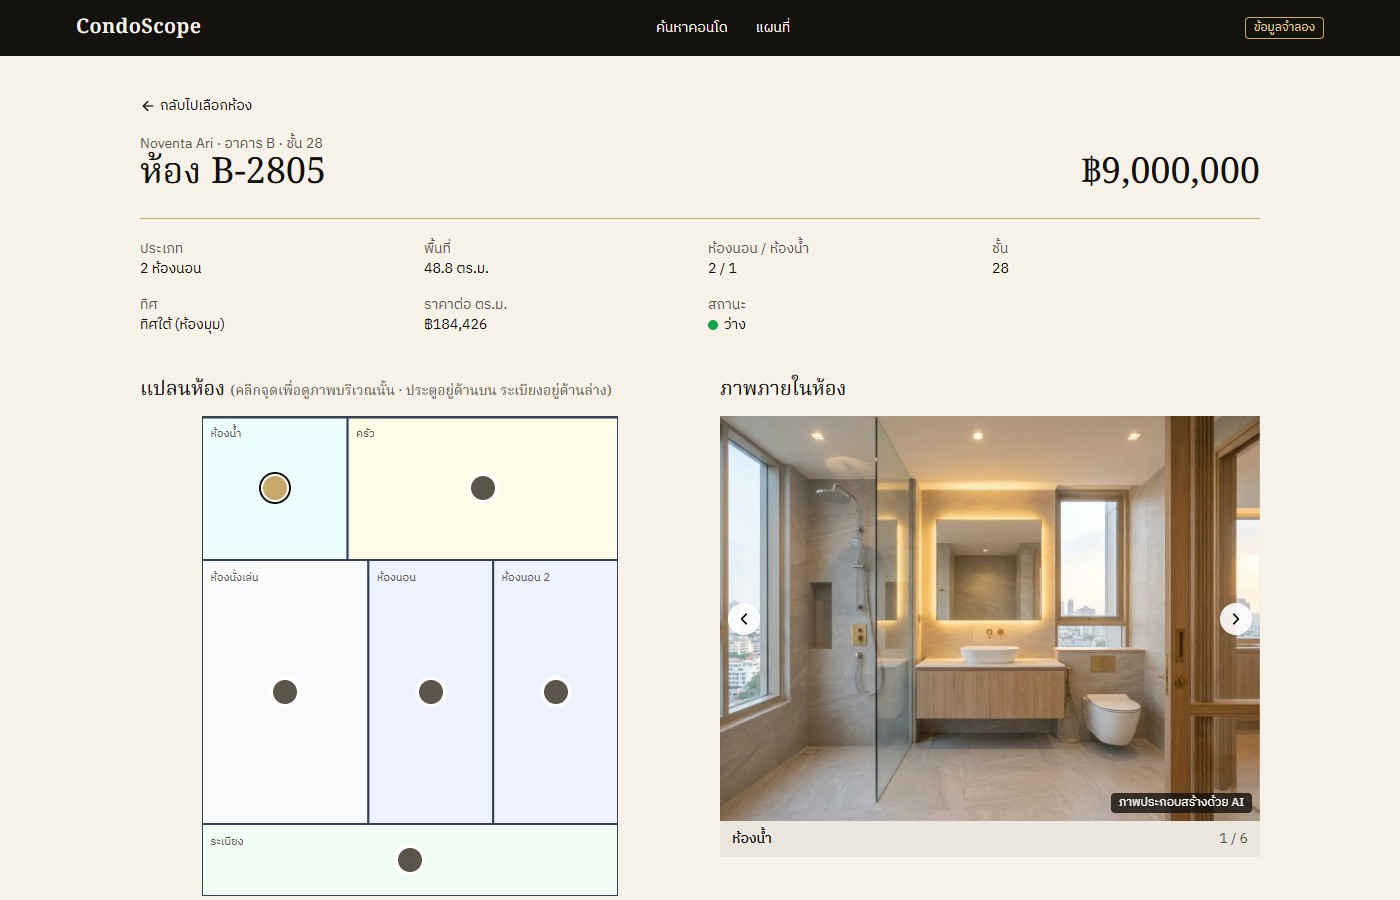 CondoScope
ค้นหาคอนโด
แผนที่
ข้อมูลจำลอง
← กลับไปเลือกห้อง
Noventa Ari · อาคาร B · ชั้น 28
ห้อง B-2805
฿9,000,000
ประเภท
2 ห้องนอน
พื้นที่
48.8 ตร.ม.
ห้องนอน / ห้องน้ำ
2 / 1
ชั้น
28
ทิศ
ทิศใต้ (ห้องมุม)
ราคาต่อ ตร.ม.
฿184,426
สถานะ
ว่าง
แปลนห้อง (คลิกจุดเพื่อดูภาพบริเวณนั้น · ประตูอยู่ด้านบน ระเบียงอยู่ด้านล่าง)
ห้องน้ำ
ครัว
ห้องนั่งเล่น
ห้องนอน
ห้องนอน 2
ระเบียง
ภาพภายในห้อง
ภาพประกอบสร้างด้วย AI
ห้องน้ำ
1 / 6